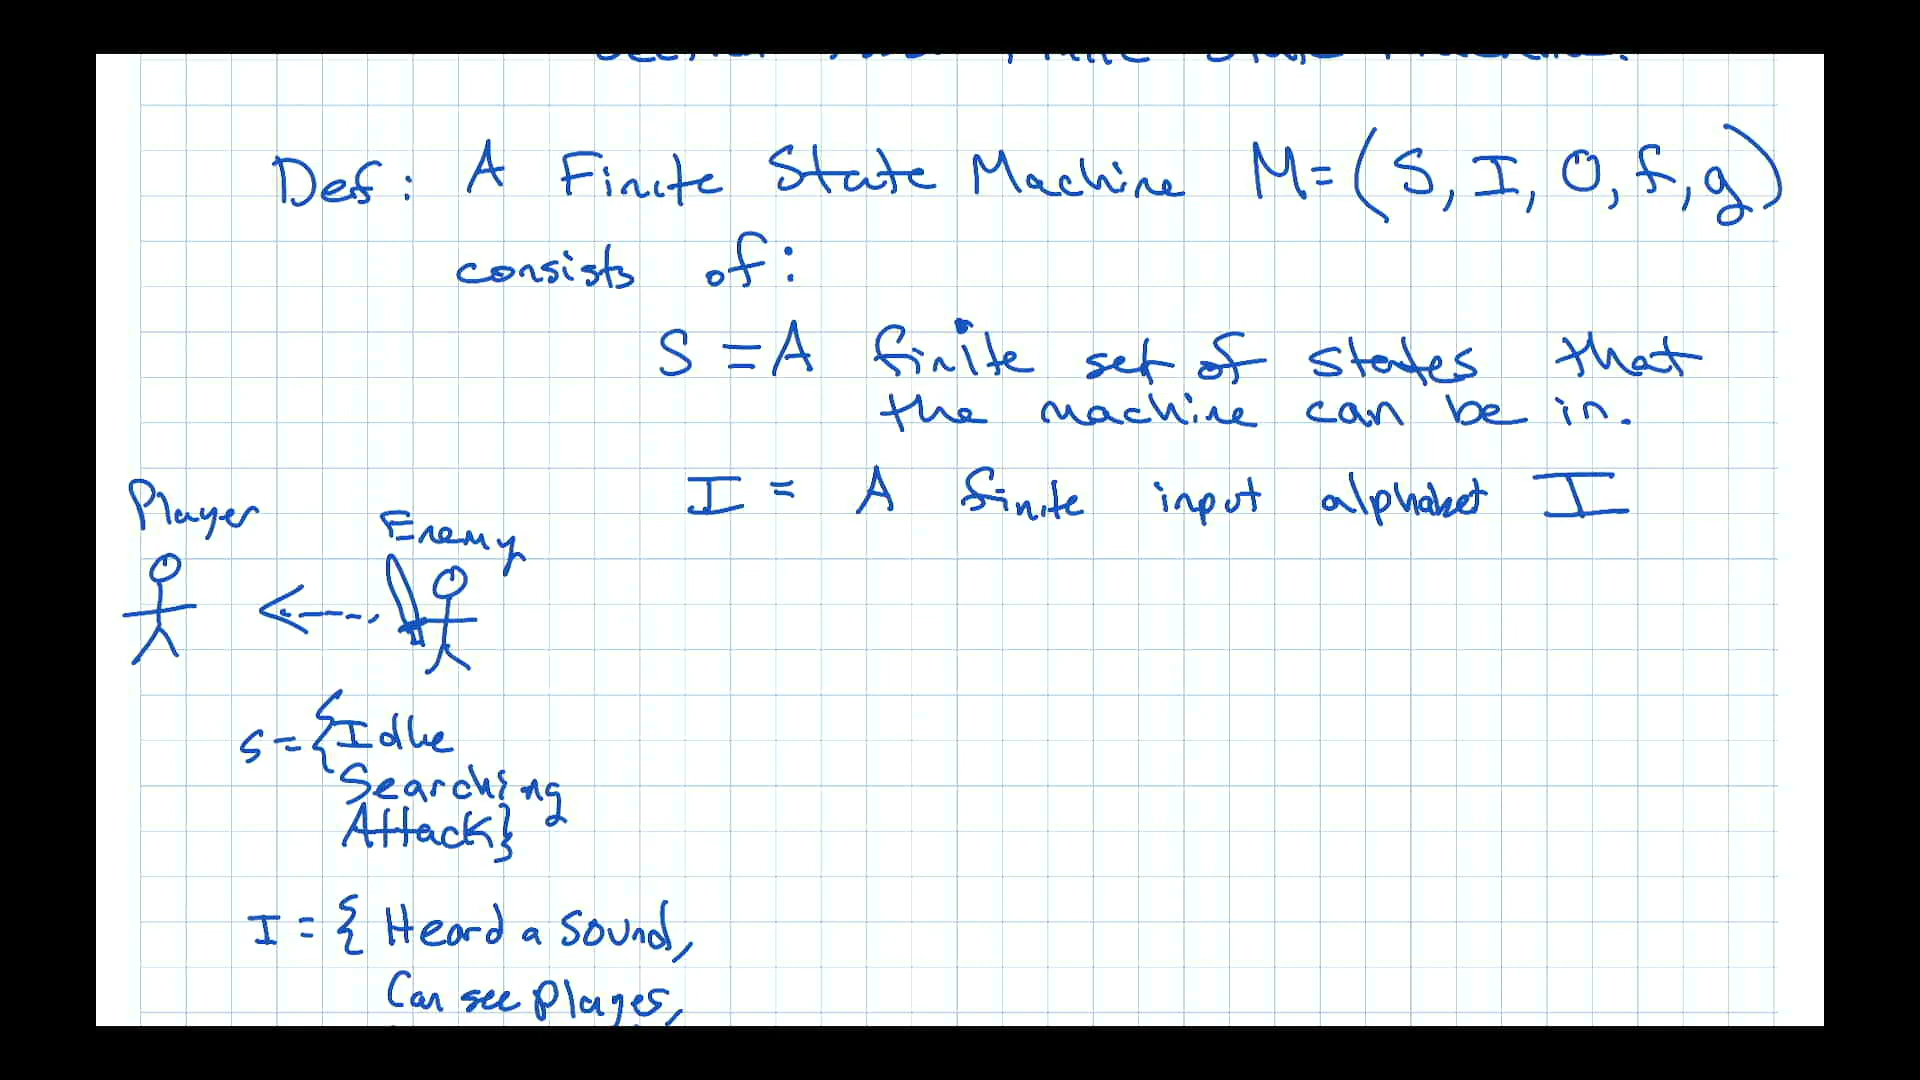 Def: A Finite State Machine M=(S, I, O, f, g)
consists of:
S = A finite set of states that
the machine can be in.
I = A finite input alphabet I
Player
Enemy
S={Idle
Searching
Attack}
I = { Heard a sound,
Can see player,